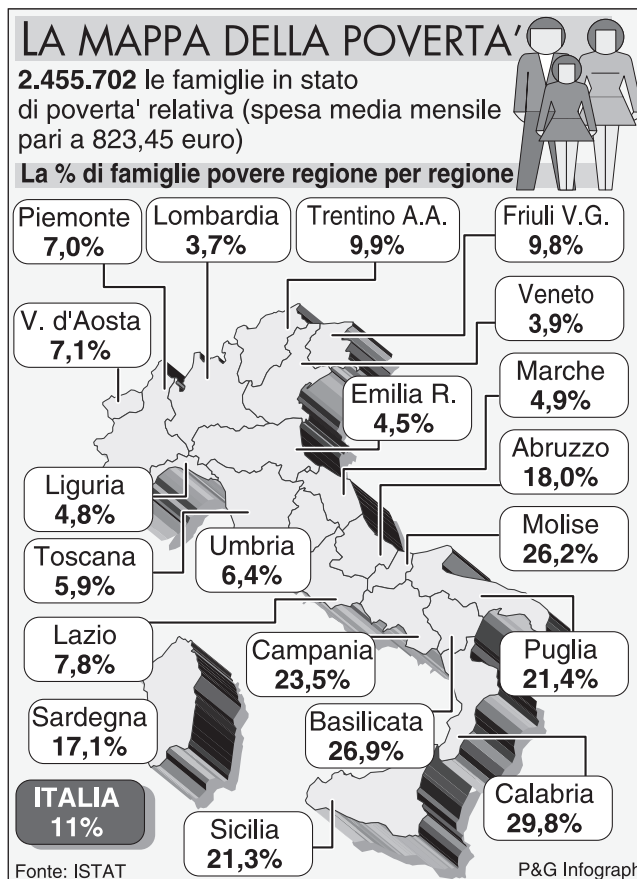 LA MAPPA DELLA POVERTA'
2.455.702 le famiglie in stato
di poverta' relativa (spesa media mensile
pari a 823,45 euro)
La % di famiglie povere regione per regione
Piemonte
7,0%
Lombardia
3,7%
Trentino A.A.
9,9%
Friuli V.G.
9,8%
V. d'Aosta
7,1%
Veneto
3,9%
Emilia R.
4,5%
Marche
4,9%
Abruzzo
18,0%
Liguria
4,8%
Molise
26,2%
Toscana
5,9%
Umbria
6,4%
Lazio
7,8%
Campania
23,5%
Puglia
21,4%
Sardegna
17,1%
Basilicata
26,9%
ITALIA
11%
Calabria
29,8%
Sicilia
21,3%
Fonte: ISTAT
P&G Infograph